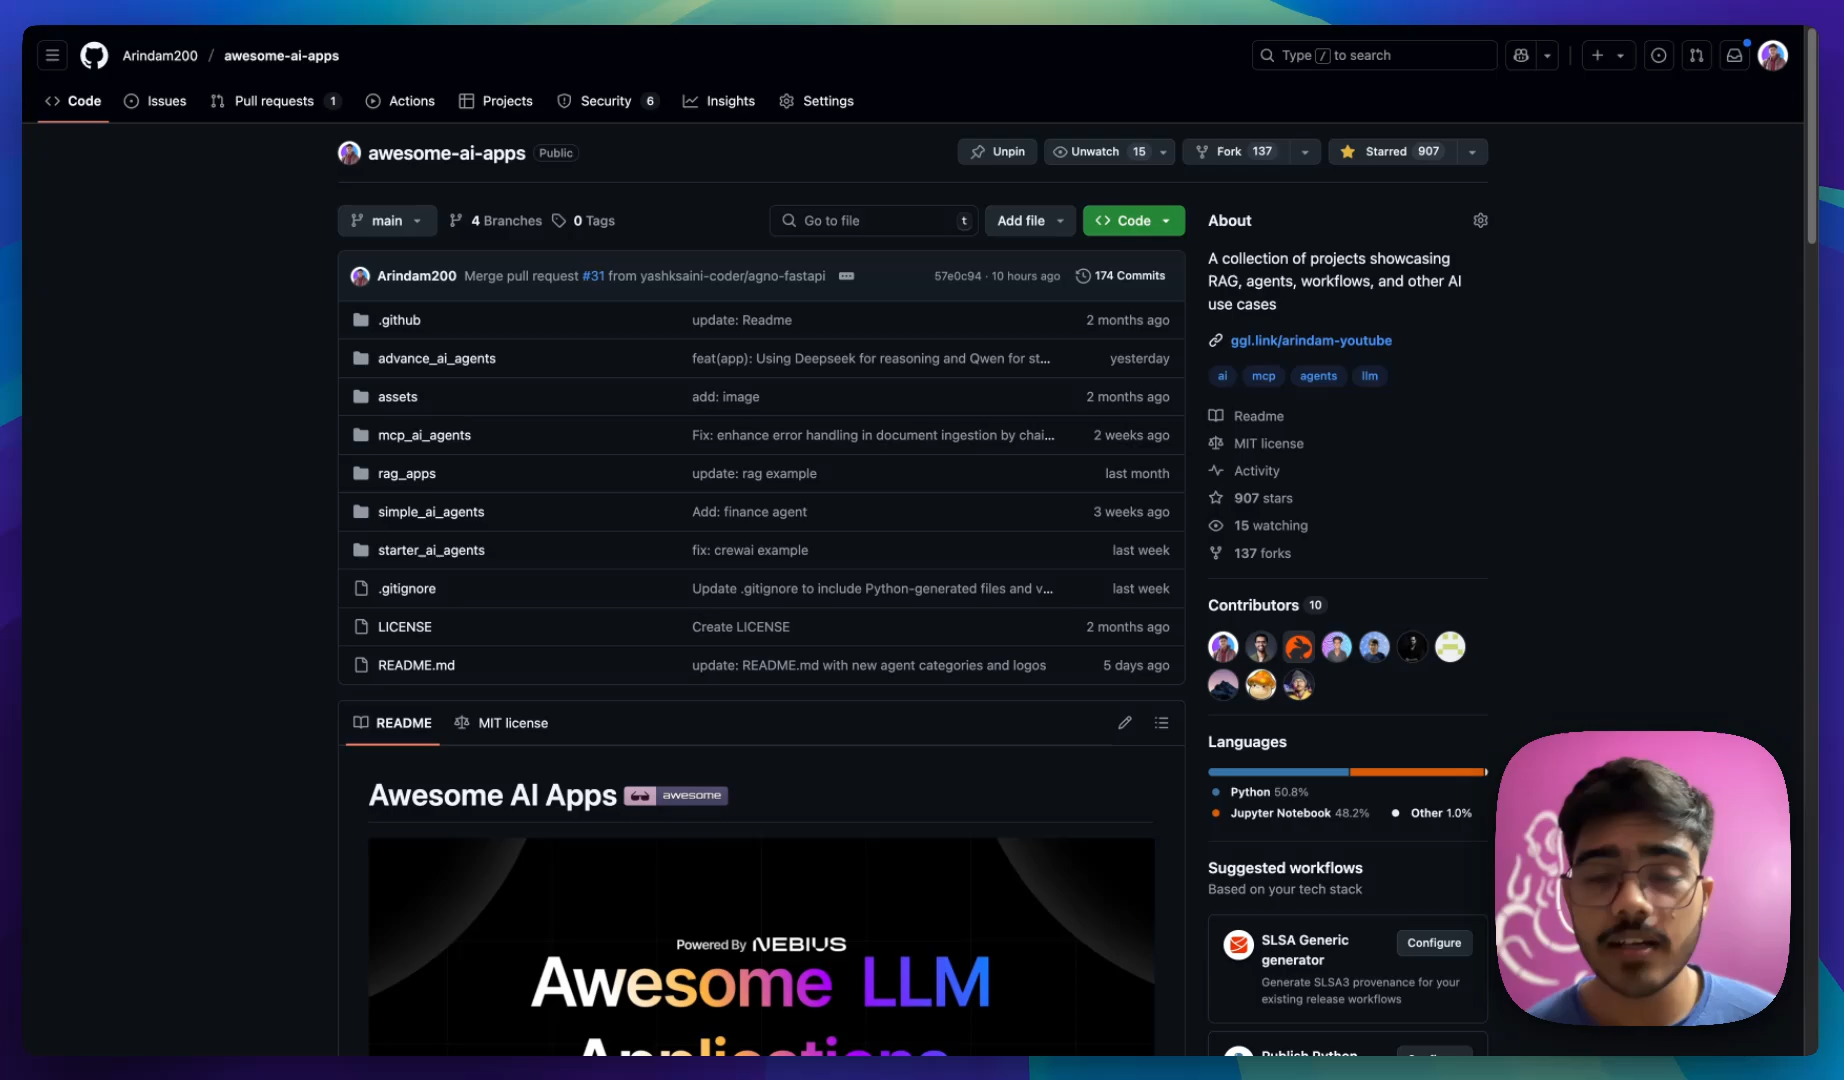 Arindam200 / awesome-ai-apps
Type / to search
Code Issues Pull requests 1 Actions Projects Security 6 Insights Settings
awesome-ai-apps Public
Unpin Unwatch 15 Fork 137 Starred 907
main 4 Branches 0 Tags Go to file t Add file Code
Arindam200 Merge pull request #31 from yashksaini-coder/agno-fastapi 57e0c94 · 10 hours ago 174 Commits
.github update: Readme 2 months ago
advance_ai_agents feat(app): Using Deepseek for reasoning and Qwen for st... yesterday
assets add: image 2 months ago
mcp_ai_agents Fix: enhance error handling in document ingestion by chai... 2 weeks ago
rag_apps update: rag example last month
simple_ai_agents Add: finance agent 3 weeks ago
starter_ai_agents fix: crewai example last week
.gitignore Update .gitignore to include Python-generated files and v... last week
LICENSE Create LICENSE 2 months ago
README.md update: README.md with new agent categories and logos 5 days ago
README MIT license
Awesome AI Apps awesome
Powered By NEBIUS
Awesome LLM
Applications
About
A collection of projects showcasing
RAG, agents, workflows, and other AI
use cases
ggl.link/arindam-youtube
ai mcp agents llm
Readme
MIT license
Activity
907 stars
15 watching
137 forks
Contributors 10
Languages
Python 50.8%
Jupyter Notebook 48.2% Other 1.0%
Suggested workflows
Based on your tech stack
SLSA Generic
generator
Configure
Generate SLSA3 provenance for your
existing release workflows
Publish Python